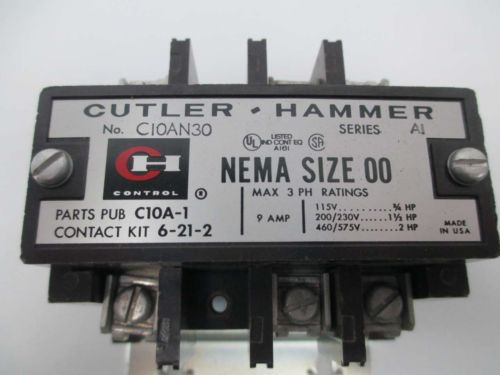 CUTLER • HAMMER
No. C10AN30
SERIES A1
UL LISTED
IND CONT EQ
A161
SA
CH
CONTROL ®
NEMA SIZE 00
MAX 3 PH RATINGS
9 AMP
115V........ ¾ HP
200/230V...... 1½ HP
460/575V........ 2 HP
PARTS PUB C10A-1
CONTACT KIT 6-21-2
MADE
IN USA